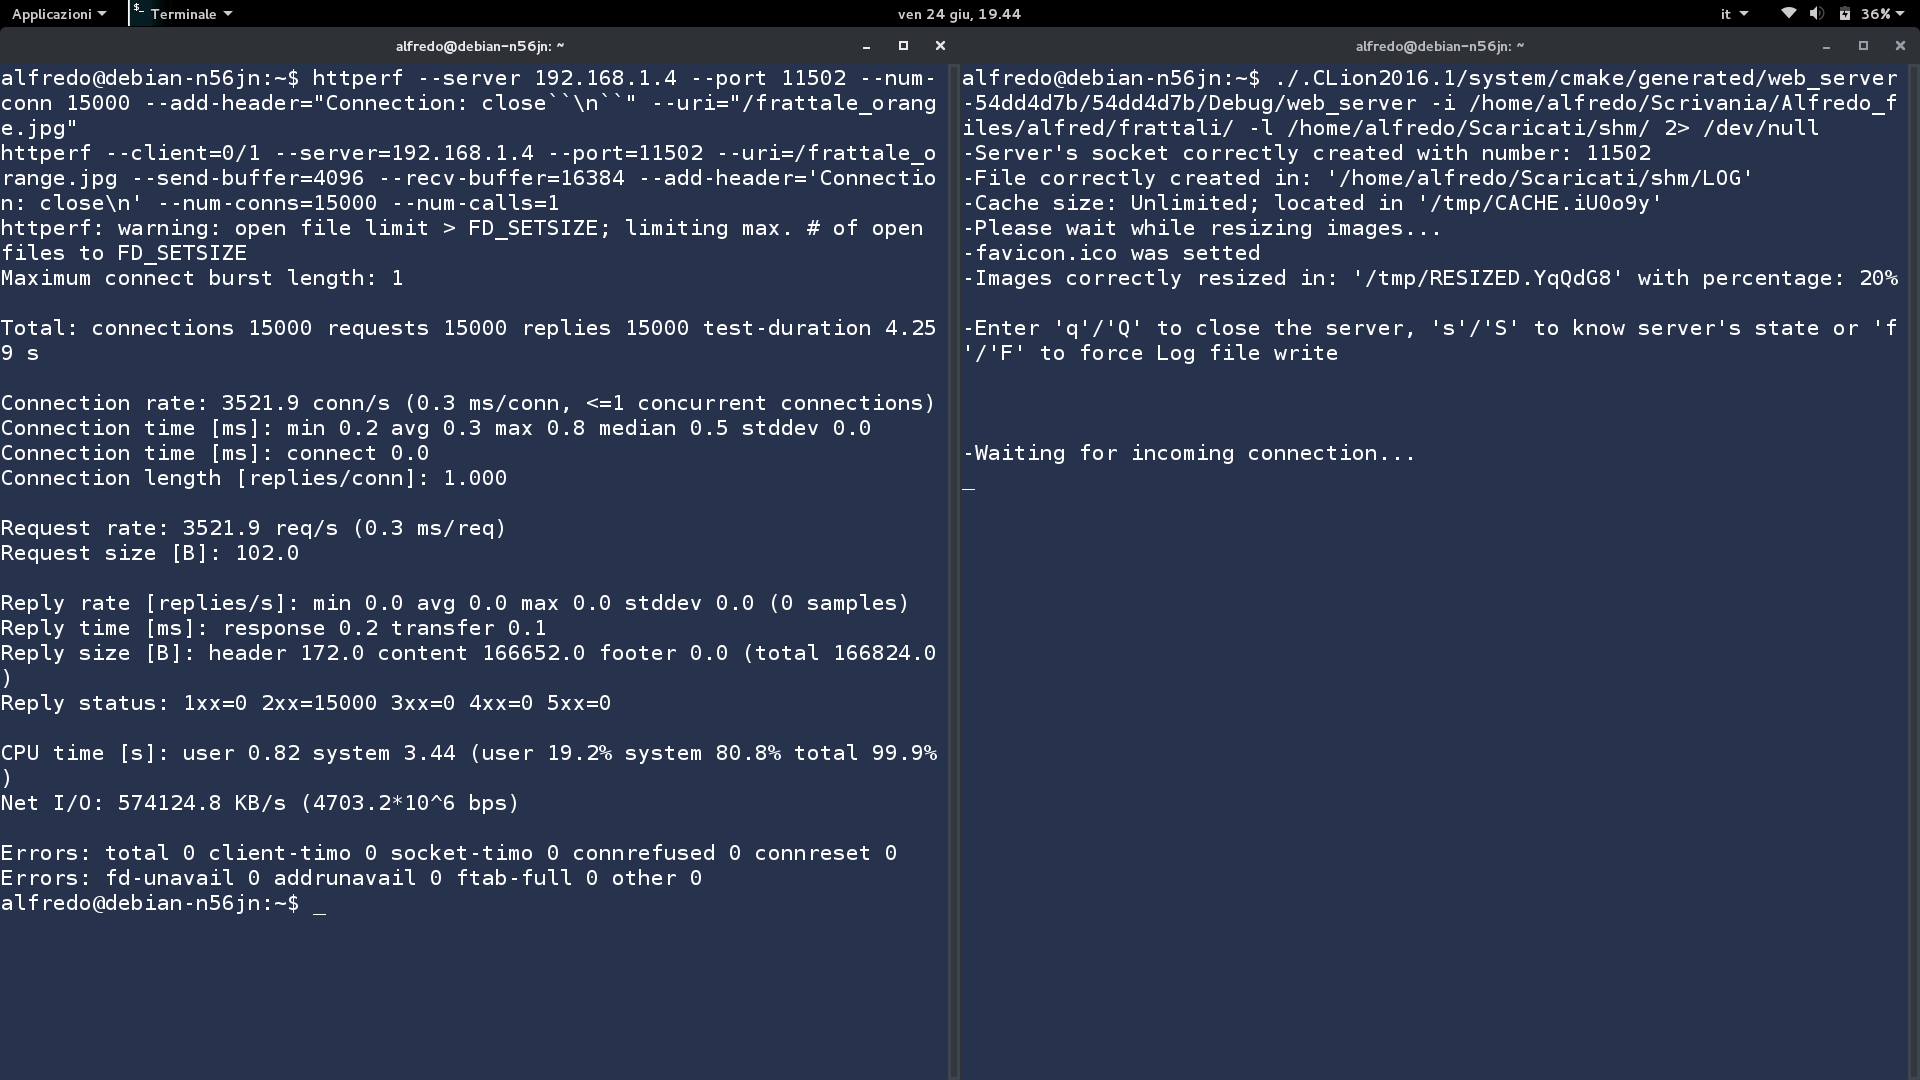 Applicazioni Terminale ven 24 giu, 19.44 it 36%
alfredo@debian-n56jn: ~
alfredo@debian-n56jn:~$ httperf --server 192.168.1.4 --port 11502 --num-
conn 15000 --add-header="Connection: close``\n``" --uri="/frattale_orang
e.jpg"
httperf --client=0/1 --server=192.168.1.4 --port=11502 --uri=/frattale_o
range.jpg --send-buffer=4096 --recv-buffer=16384 --add-header='Connectio
n: close\n' --num-conns=15000 --num-calls=1
httperf: warning: open file limit > FD_SETSIZE; limiting max. # of open
files to FD_SETSIZE
Maximum connect burst length: 1
Total: connections 15000 requests 15000 replies 15000 test-duration 4.25
9 s
Connection rate: 3521.9 conn/s (0.3 ms/conn, <=1 concurrent connections)
Connection time [ms]: min 0.2 avg 0.3 max 0.8 median 0.5 stddev 0.0
Connection time [ms]: connect 0.0
Connection length [replies/conn]: 1.000
Request rate: 3521.9 req/s (0.3 ms/req)
Request size [B]: 102.0
Reply rate [replies/s]: min 0.0 avg 0.0 max 0.0 stddev 0.0 (0 samples)
Reply time [ms]: response 0.2 transfer 0.1
Reply size [B]: header 172.0 content 166652.0 footer 0.0 (total 166824.0
)
Reply status: 1xx=0 2xx=15000 3xx=0 4xx=0 5xx=0
CPU time [s]: user 0.82 system 3.44 (user 19.2% system 80.8% total 99.9%
)
Net I/O: 574124.8 KB/s (4703.2*10^6 bps)
Errors: total 0 client-timo 0 socket-timo 0 connrefused 0 connreset 0
Errors: fd-unavail 0 addrunavail 0 ftab-full 0 other 0
alfredo@debian-n56jn:~$ _
alfredo@debian-n56jn: ~
alfredo@debian-n56jn:~$ ./.CLion2016.1/system/cmake/generated/web_server
-54dd4d7b/54dd4d7b/Debug/web_server -i /home/alfredo/Scrivania/Alfredo_f
iles/alfred/frattali/ -l /home/alfredo/Scaricati/shm/ 2> /dev/null
-Server's socket correctly created with number: 11502
-File correctly created in: '/home/alfredo/Scaricati/shm/LOG'
-Cache size: Unlimited; located in '/tmp/CACHE.iU0o9y'
-Please wait while resizing images...
-favicon.ico was setted
-Images correctly resized in: '/tmp/RESIZED.YqQdG8' with percentage: 20%
-Enter 'q'/'Q' to close the server, 's'/'S' to know server's state or 'f
'/'F' to force Log file write
-Waiting for incoming connection...
_